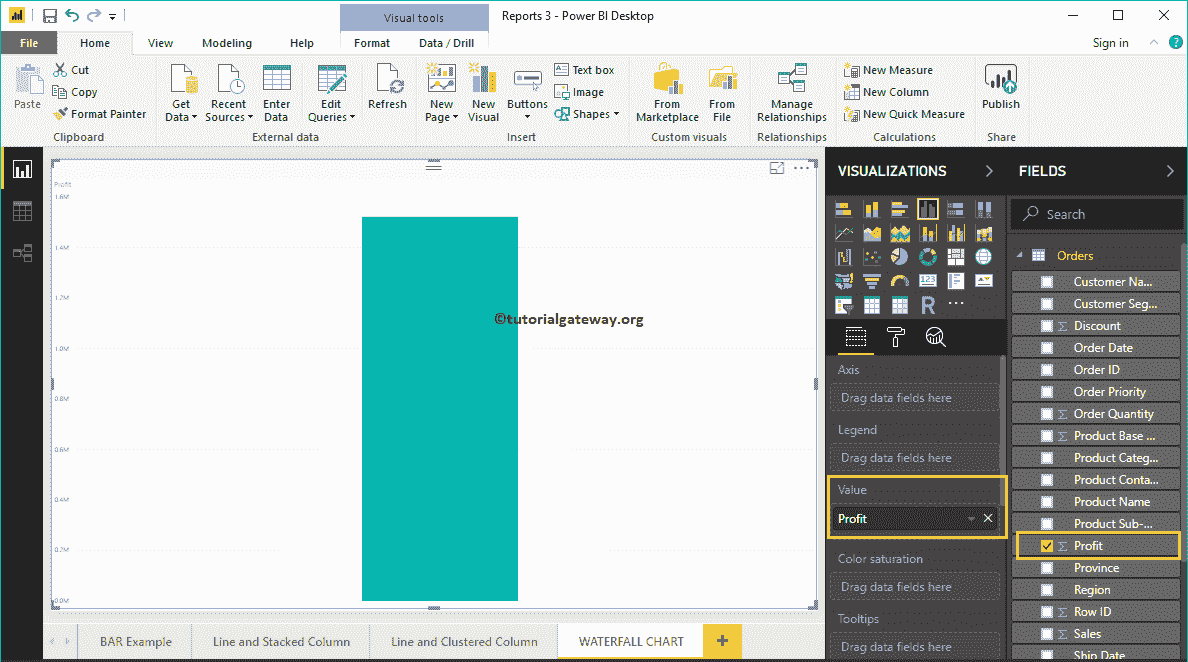 Visual tools
Reports 3 - Power BI Desktop
File
Home
View
Modeling
Help
Format
Data / Drill
Sign in
?
Paste
Cut
Copy
Format Painter
Clipboard
Get Data
Recent Sources
Enter Data
Edit Queries
External data
Refresh
New Page
New Visual
Buttons
Text box
Image
Shapes
Insert
From Marketplace
From File
Custom visuals
Manage Relationships
Relationships
New Measure
New Column
New Quick Measure
Calculations
Publish
Share
Profit
1.6M
1.4M
1.2M
1.0M
0.8M
0.6M
0.4M
0.2M
0.0M
©tutorialgateway.org
VISUALIZATIONS
123
R
Axis
Drag data fields here
Legend
Drag data fields here
Value
Profit
Color saturation
Drag data fields here
Tooltips
Drag data fields here
FIELDS
Search
Orders
Customer Na...
Customer Seg...
Σ Discount
Order Date
Order ID
Order Priority
Σ Order Quantity
Σ Product Base ...
Product Categ...
Product Conta...
Product Name
Product Sub-...
Σ Profit
Province
Region
Σ Row ID
Σ Sales
Ship Date
BAR Example
Line and Stacked Column
Line and Clustered Column
WATERFALL CHART
+